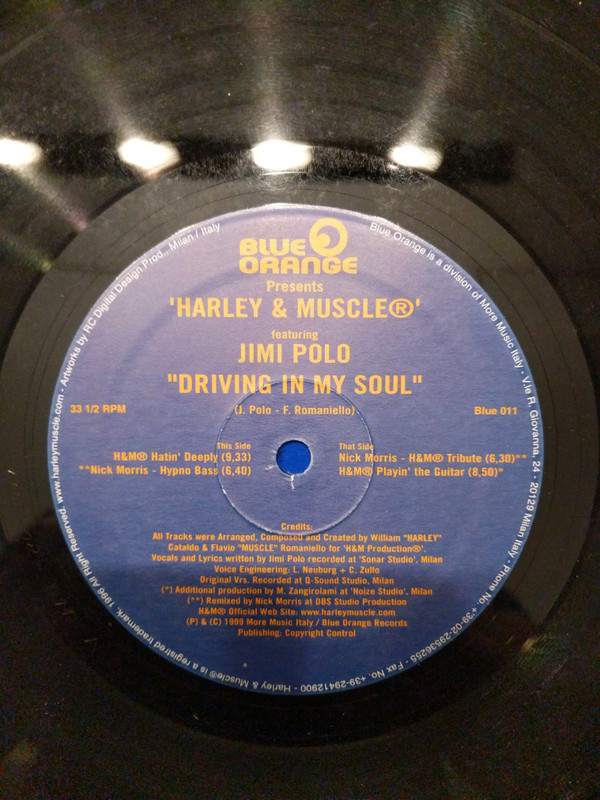 BLUE
ORANGE
Presents
'HARLEY & MUSCLE®'
featuring
JIMI POLO
"DRIVING IN MY SOUL"
(J. Polo - F. Romaniello)
33 1/2 RPM
Blue 011
This Side
H&M® Hatin' Deeply (9,33)
**Nick Morris - Hypno Bass (6,40)
That Side
Nick Morris - H&M® Tribute (6,30)**
H&M® Playin' the Guitar (8,50)*
Credits:
All Tracks were Arranged, Composed and Created by William "HARLEY"
Cataldo & Flavio "MUSCLE" Romaniello for 'H&M Production®'.
Vocals and Lyrics written by Jimi Polo recorded at 'Sonar Studio', Milan
Voice Engineering: L. Neuburg + C. Zullo
Original Vrs. Recorded at Q-Sound Studio, Milan
(*) Additional production by M. Zangirolami at 'Noize Studio', Milan
(**) Remixed by Nick Morris at DBS Studio Production
H&M® Official Web Site: www.harleymuscle.com
(P) & (C) 1999 More Music Italy / Blue Orange Records
Publishing: Copyright Control
Blue Orange is a division of More Music Italy - V.le R. Giovanna, 24 - 20129 Milan Italy - Phone No. +39-02-29536255 - Fax No. +39-29412900 - Harley & Muscle® is a registered trademark, 1996 All Right Reserved. www.harleymuscle.com - Artworks by RC Digital Design Prod., Milan / Italy